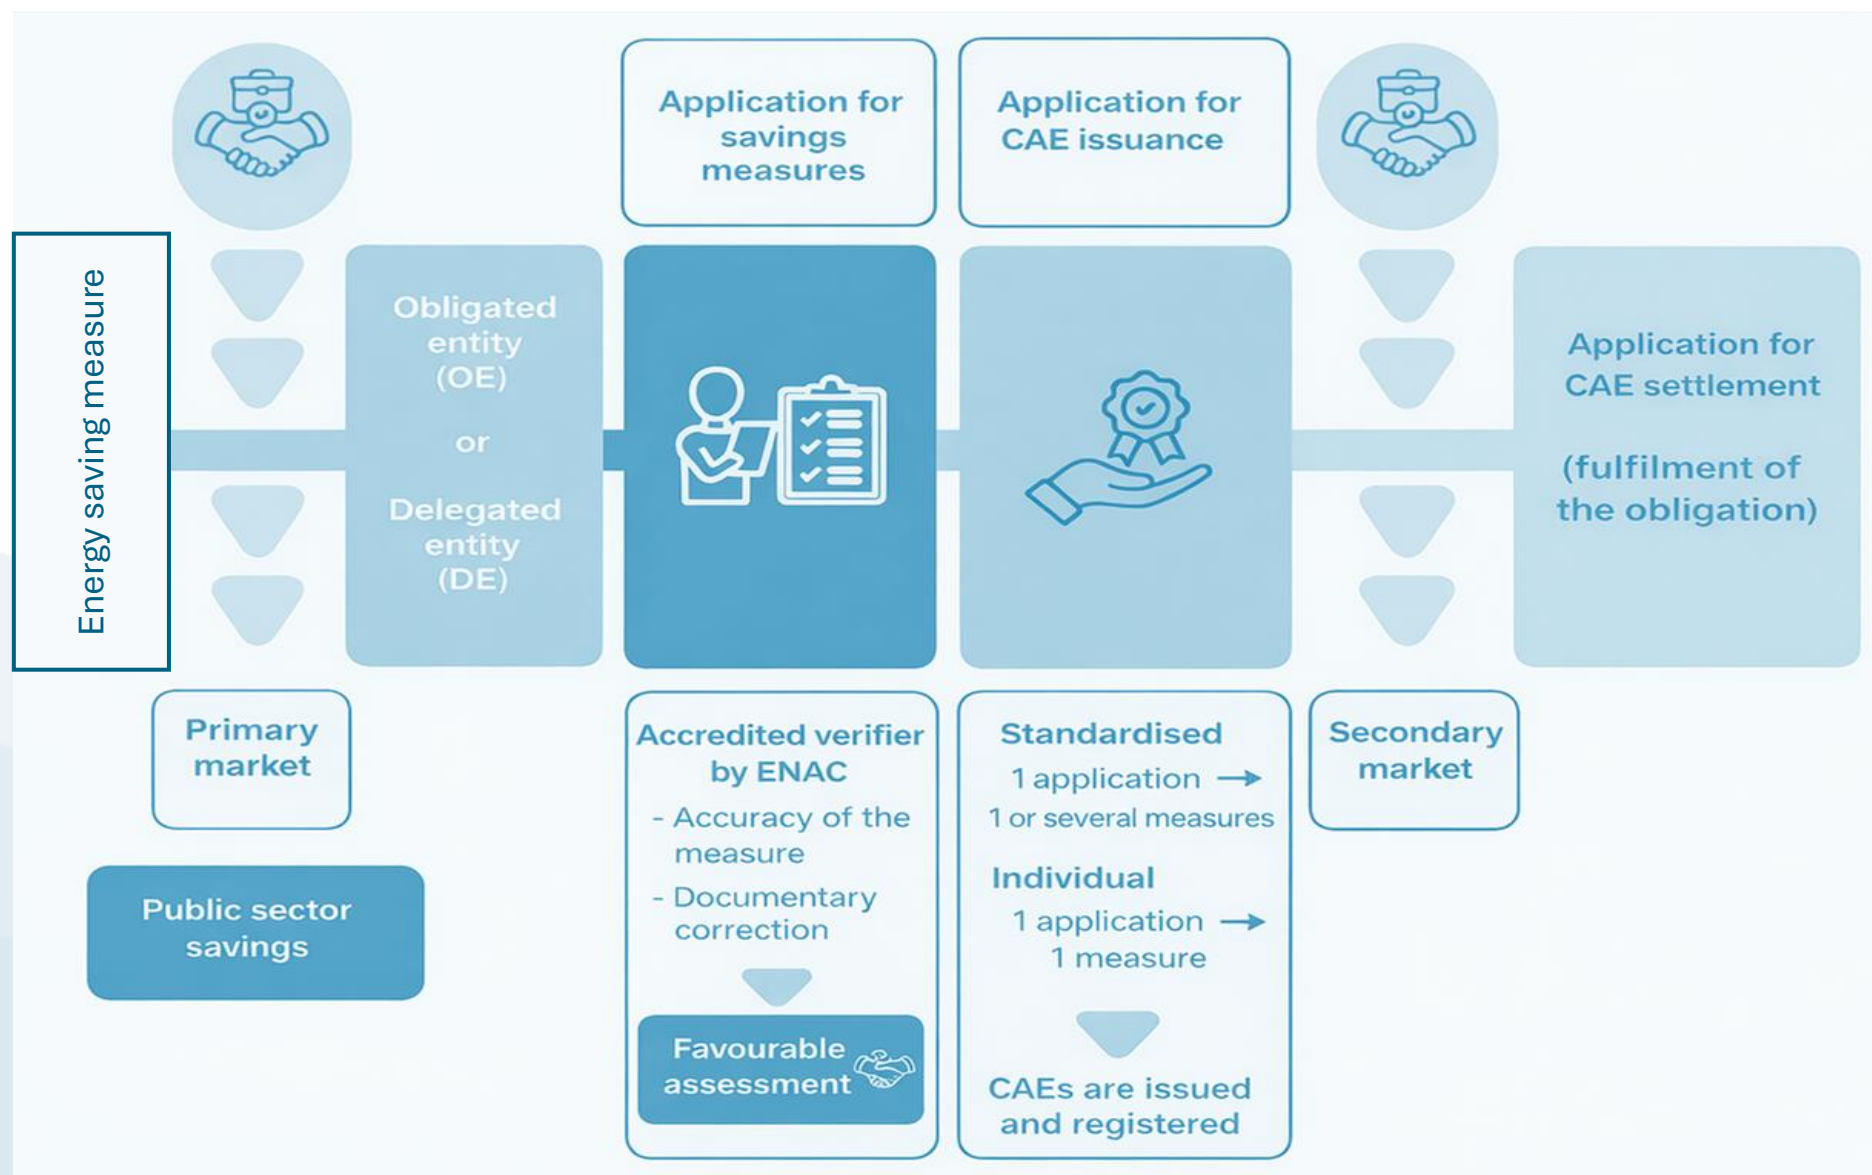 Application for
savings
measures
Application for
CAE issuance
Energy saving measure
Obligated
entity
(OE)
or
Delegated
entity
(DE)
Application for
CAE settlement
(fulfilment of
the obligation)
Primary
market
Public sector
savings
Accredited verifier
by ENAC
- Accuracy of the
measure
- Documentary
correction
Favourable
assessment
Standardised
1 application →
1 or several measures
Individual
1 application →
1 measure
CAEs are issued
and registered
Secondary
market